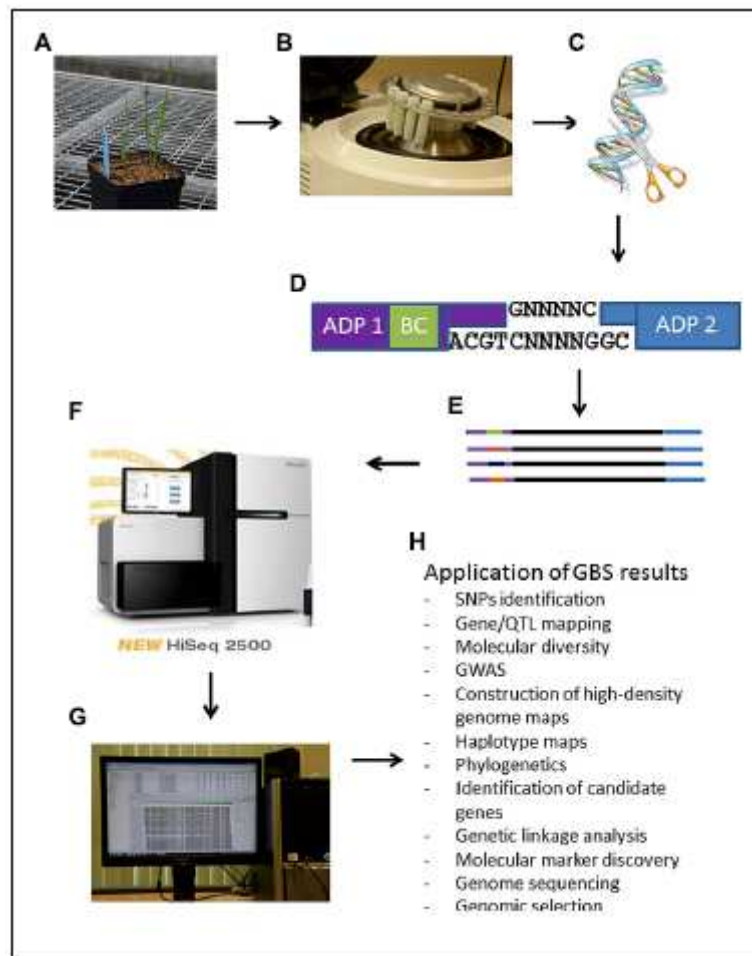 A
B
C
D
ADP 1
BC
GNNNNC
ACGTCNNNNGGC
ADP 2
E
F
NEW HiSeq 2500
G
H
Application of GBS results
- SNPs identification
- Gene/QTL mapping
- Molecular diversity
- GWAS
- Construction of high-density
genome maps
- Haplotype maps
- Phylogenetics
- Identification of candidate
genes
- Genetic linkage analysis
- Molecular marker discovery
- Genome sequencing
- Genomic selection